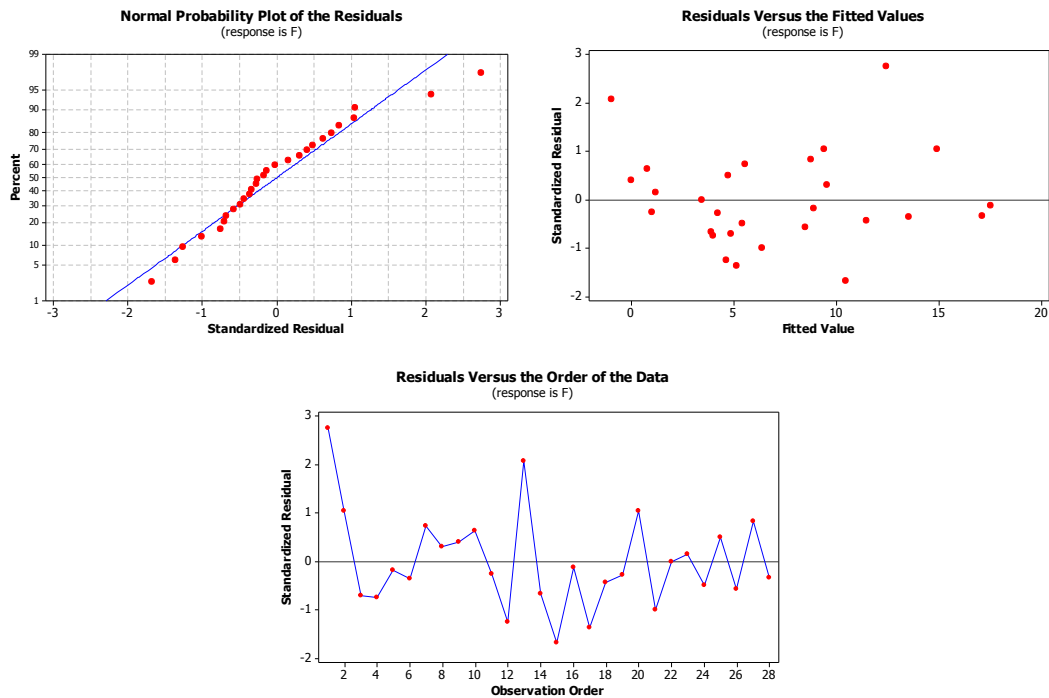 Normal Probability Plot of the Residuals
(response is F)
99
95
90
80
70
60
50
40
30
20
10
5
1
Percent
-3 -2 -1 0 1 2 3
Standardized Residual
Residuals Versus the Fitted Values
(response is F)
3
2
1
0
-1
-2
Standardized Residual
0 5 10 15 20
Fitted Value
Residuals Versus the Order of the Data
(response is F)
3
2
1
0
-1
-2
Standardized Residual
2 4 6 8 10 12 14 16 18 20 22 24 26 28
Observation Order